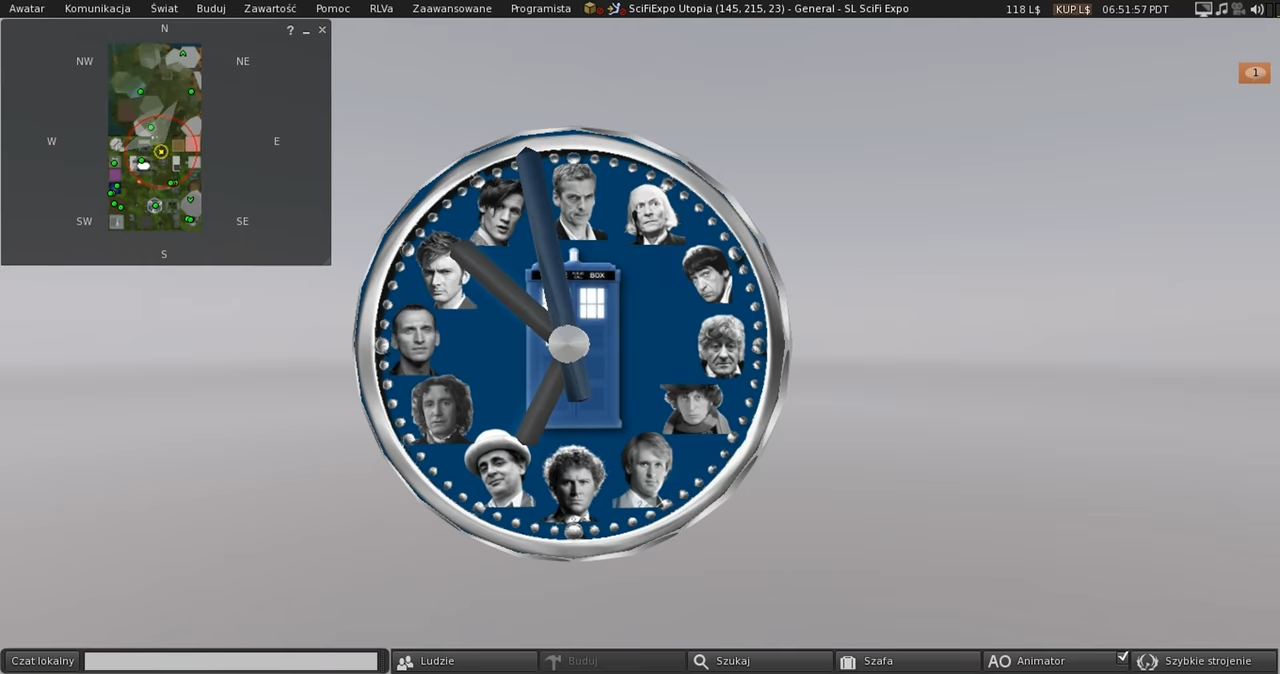 Awatar Komunikacja Świat Buduj Zawartość Pomoc RLVa Zaawansowane Programista SciFiExpo Utopia (145, 215, 23) - General - SL SciFi Expo 118 L$ KUP L$ 06:51:57 PDT
N
? _ ×
NW NE
1
W E
SW SE
S
BOX
Czat lokalny Ludzie Buduj Szukaj Szafa AO Animator Szybkie strojenie